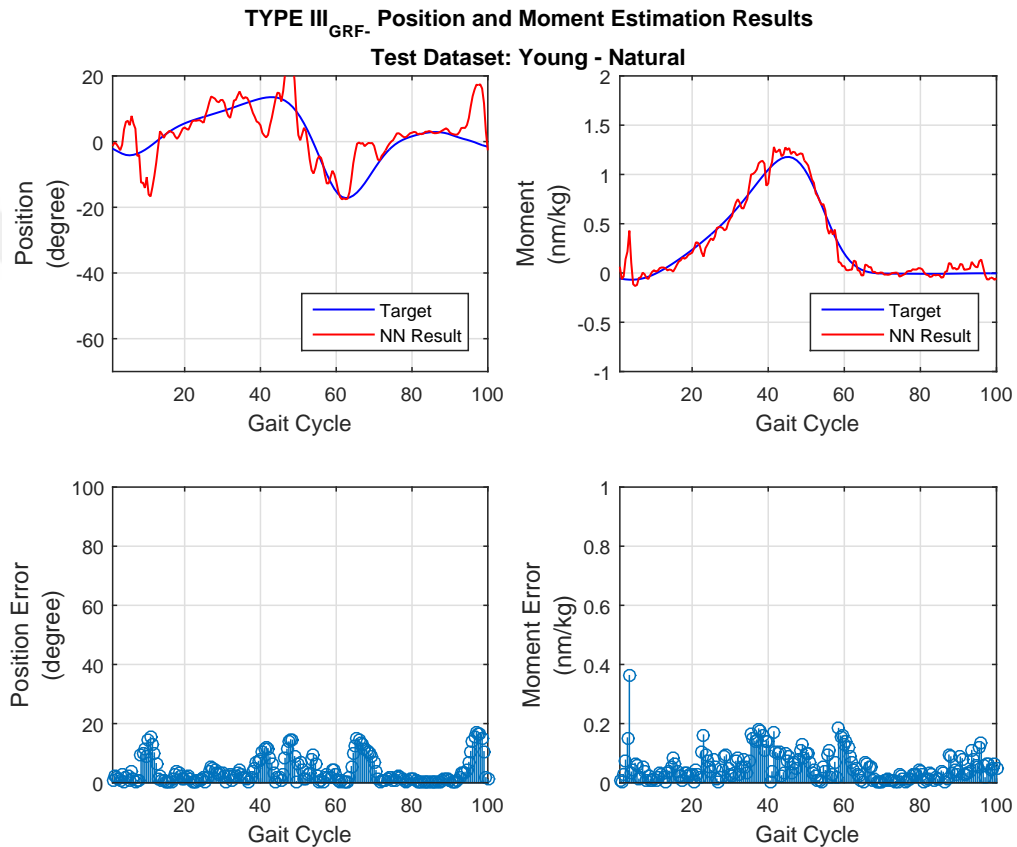 TYPE III_GRF- Position and Moment Estimation Results
Test Dataset: Young - Natural
20
0
-20
-40
-60
Position
(degree)
Target
NN Result
20 40 60 80 100
Gait Cycle
2
1.5
1
0.5
0
-0.5
-1
Moment
(nm/kg)
Target
NN Result
20 40 60 80 100
Gait Cycle
100
80
60
40
20
0
Position Error
(degree)
20 40 60 80 100
Gait Cycle
1
0.8
0.6
0.4
0.2
0
Moment Error
(nm/kg)
20 40 60 80 100
Gait Cycle